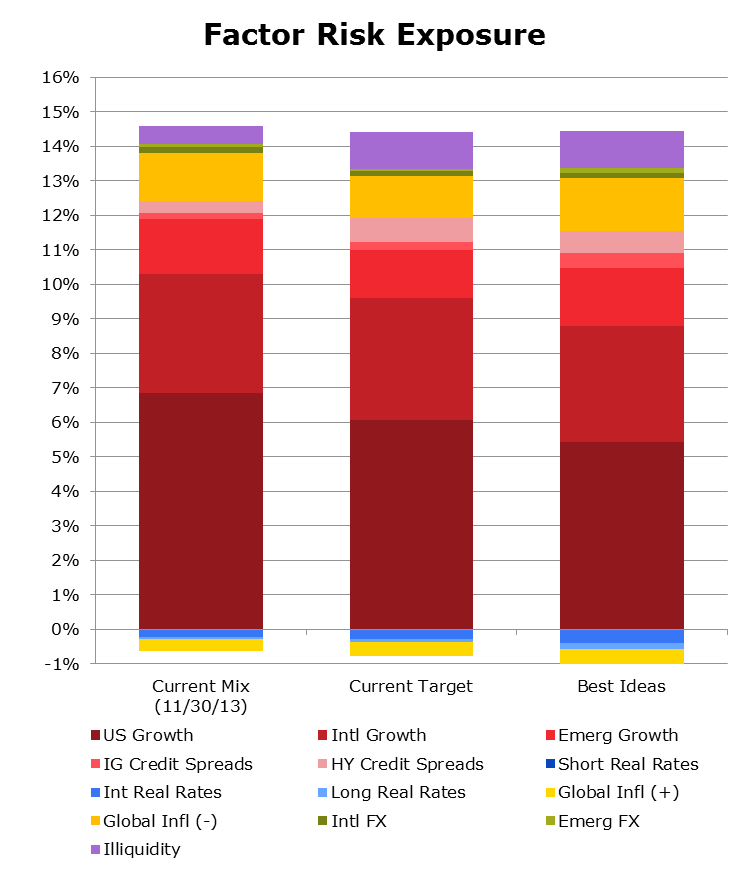 Factor Risk Exposure
16%
15%
14%
13%
12%
11%
10%
9%
8%
7%
6%
5%
4%
3%
2%
1%
0%
-1%
Current Mix Current Target Best Ideas
(11/30/13)
US Growth Intl Growth Emerg Growth
IG Credit Spreads HY Credit Spreads Short Real Rates
Int Real Rates Long Real Rates Global Infl (+)
Global Infl (-) Intl FX Emerg FX
Illiquidity